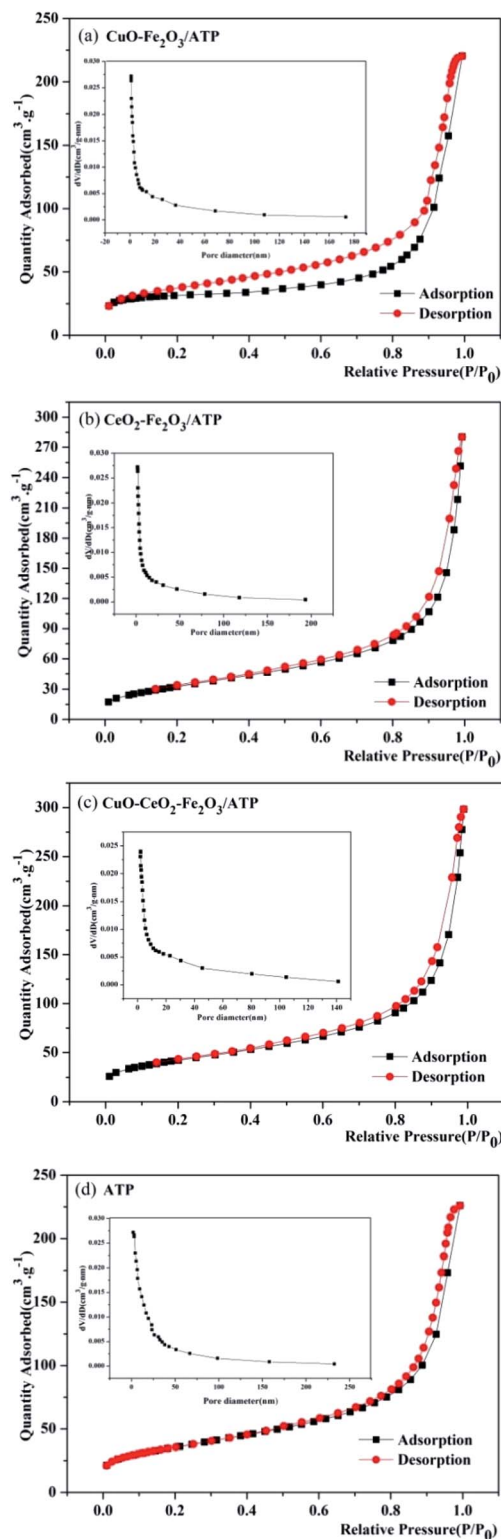 (a) CuO-Fe₂O₃/ATP
Quantity Adsorbed(cm³·g⁻¹)
250
200
150
100
50
0
0.0 0.2 0.4 0.6 0.8 1.0
Relative Pressure(P/P₀)
Adsorption
Desorption
dV/dD(cm³/g·nm)
0.030
0.025
0.020
0.015
0.010
0.005
0.000
-20 0 20 40 60 80 100 120 140 160 180 190
Pore diameter(nm)
(b) CeO₂-Fe₂O₃/ATP
Quantity Adsorbed(cm³·g⁻¹)
300
270
240
210
180
150
120
90
60
30
0
0.0 0.2 0.4 0.6 0.8 1.0
Relative Pressure(P/P₀)
Adsorption
Desorption
dV/dD(cm³/g·nm)
0.030
0.025
0.020
0.015
0.010
0.005
0.000
0 50 100 150 200
Pore diameter(nm)
(c) CuO-CeO₂-Fe₂O₃/ATP
Quantity Adsorbed(cm³·g⁻¹)
300
250
200
150
100
50
0
0.0 0.2 0.4 0.6 0.8 1.0
Relative Pressure(P/P₀)
Adsorption
Desorption
dV/dD(cm³/g·nm)
0.025
0.020
0.015
0.010
0.005
0.000
0 10 20 30 40 50 60 70 80 90 100 110 120 130 140
Pore diameter(nm)
(d) ATP
Quantity Adsorbed(cm³·g⁻¹)
250
200
150
100
50
0
0.0 0.2 0.4 0.6 0.8 1.0
Relative Pressure(P/P₀)
Adsorption
Desorption
dV/dD(cm³/g·nm)
0.030
0.025
0.020
0.015
0.010
0.005
0.000
0 50 100 150 200 250
Pore diameter(nm)